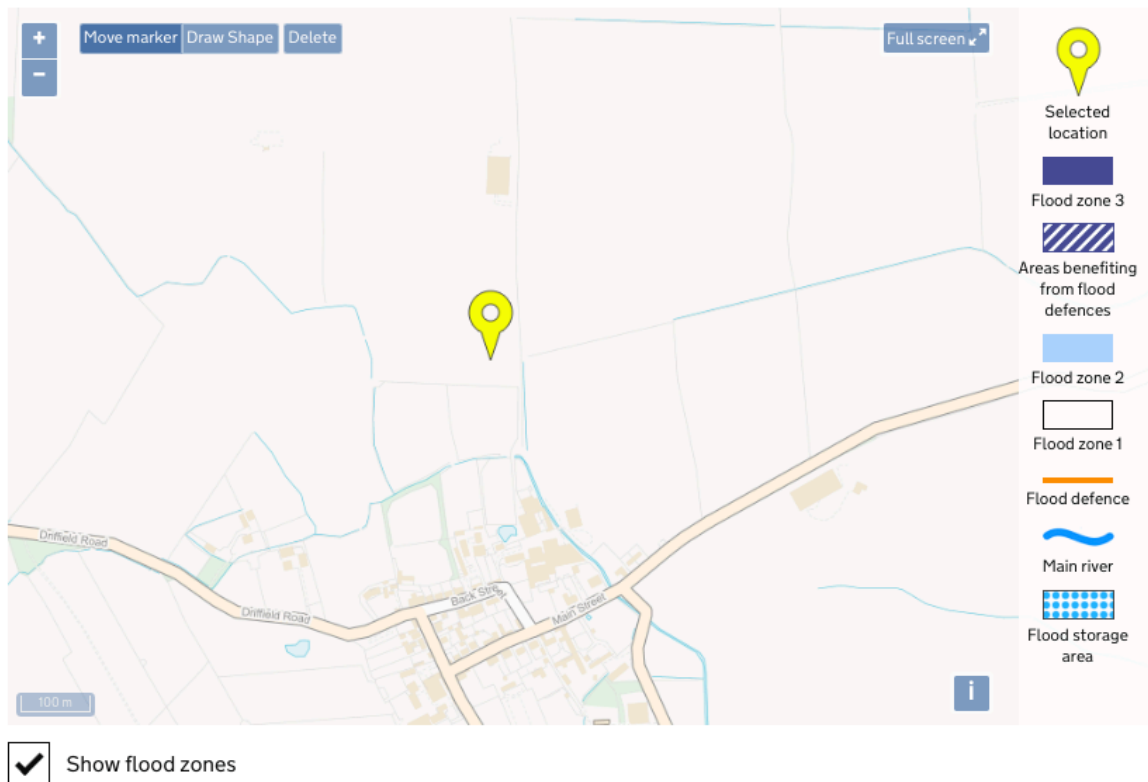 +
−
Move marker
Draw Shape
Delete
Full screen
Selected
location
Flood zone 3
Areas benefiting
from flood
defences
Flood zone 2
Flood zone 1
Flood defence
Main river
Flood storage
area
Driffield Road
Driffield Road
Back Street
Main Street
100 m
i
Show flood zones